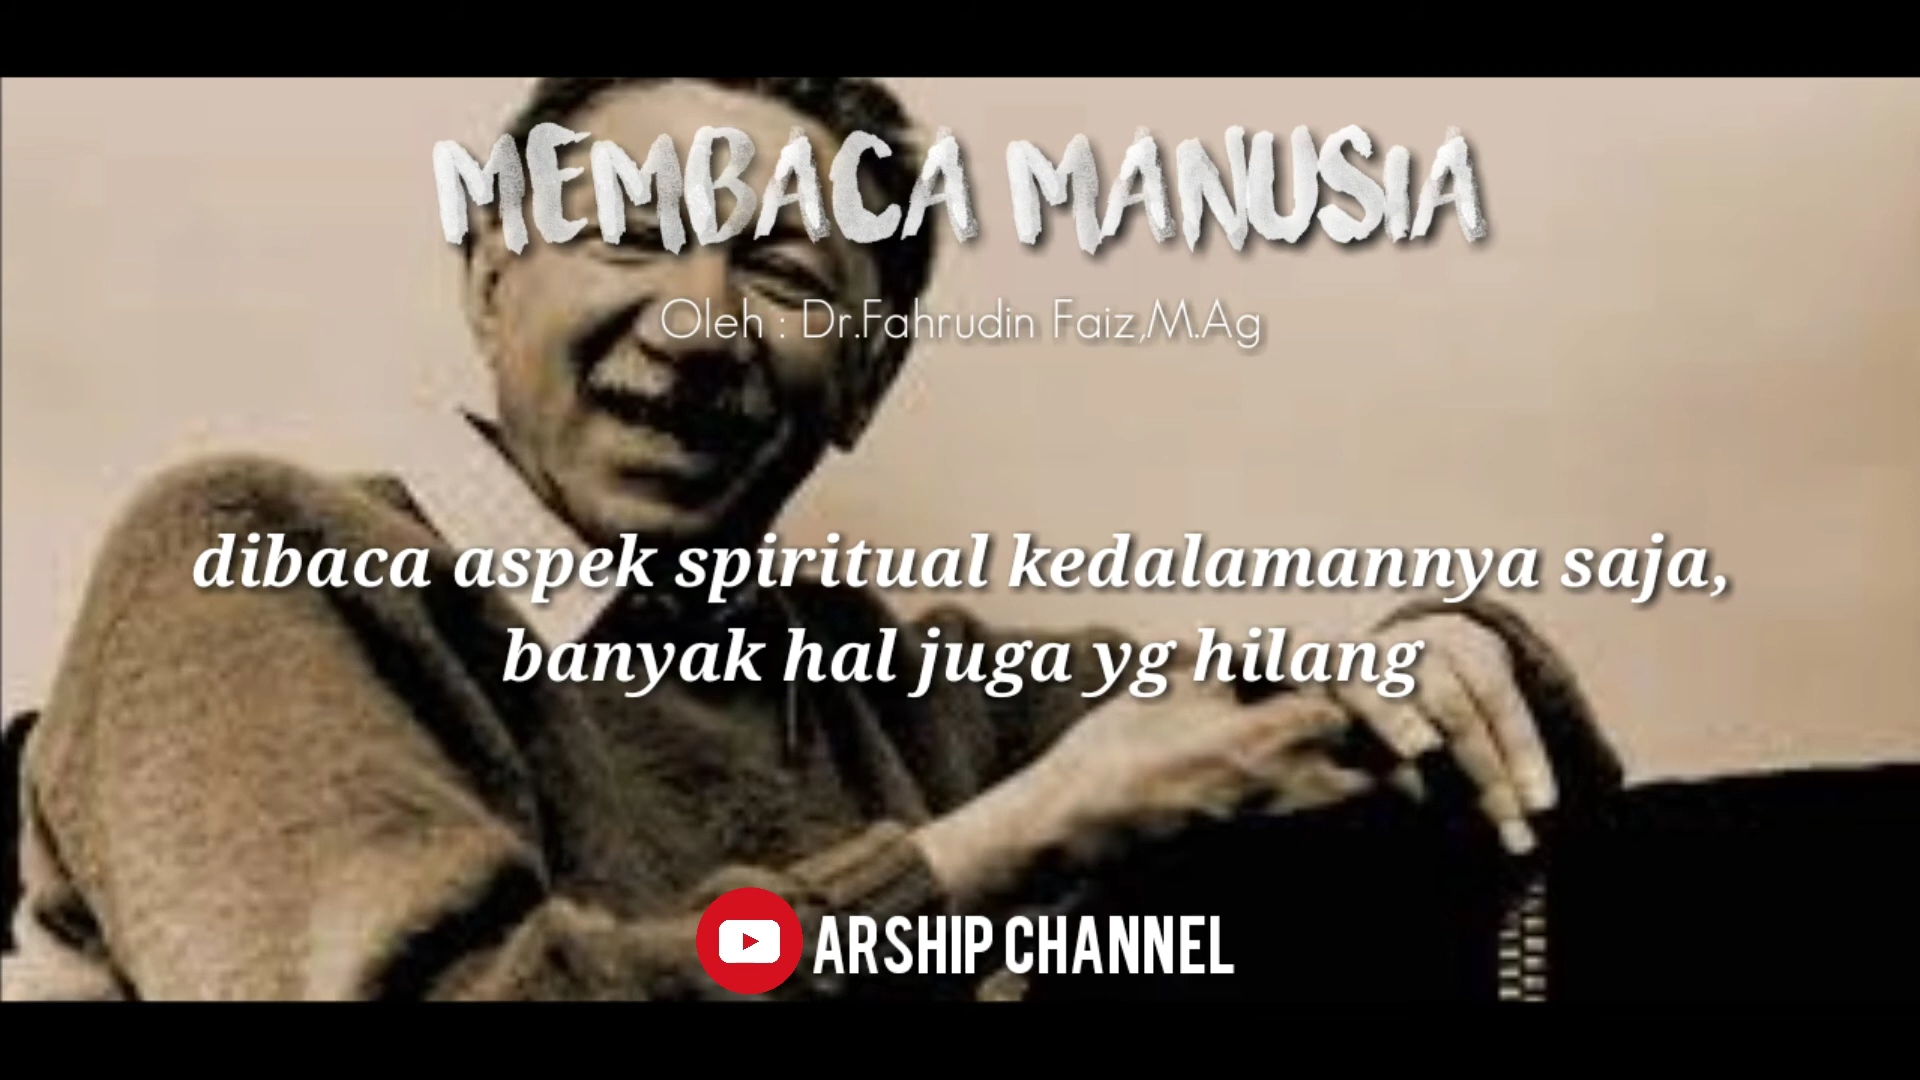 MEMBACA MANUSIA
Oleh : Dr.Fahrudin Faiz,M.Ag
dibaca aspek spiritual kedalamannya saja,
banyak hal juga yg hilang
ARSHIP CHANNEL